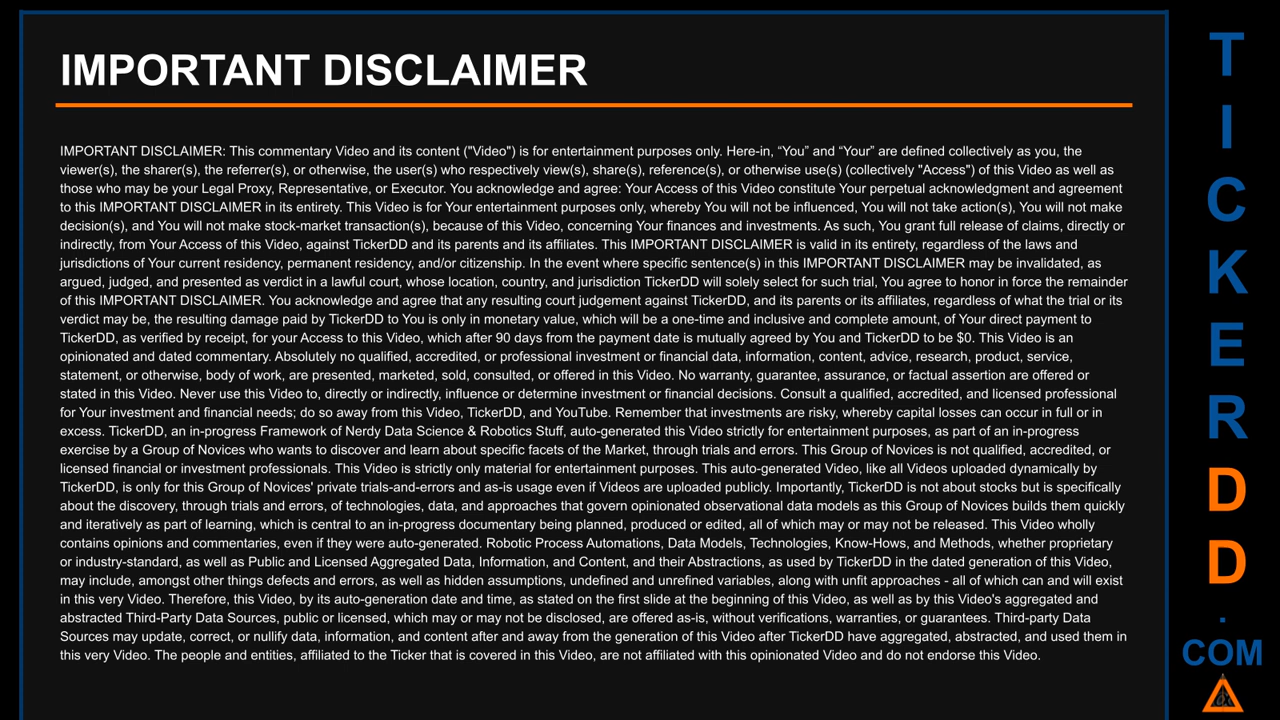 IMPORTANT DISCLAIMER
IMPORTANT DISCLAIMER: This commentary Video and its content ("Video") is for entertainment purposes only. Here-in, “You” and “Your” are defined collectively as you, the
viewer(s), the sharer(s), the referrer(s), or otherwise, the user(s) who respectively view(s), share(s), reference(s), or otherwise use(s) (collectively "Access") of this Video as well as
those who may be your Legal Proxy, Representative, or Executor. You acknowledge and agree: Your Access of this Video constitute Your perpetual acknowledgment and agreement
to this IMPORTANT DISCLAIMER in its entirety. This Video is for Your entertainment purposes only, whereby You will not be influenced, You will not take action(s), You will not make
decision(s), and You will not make stock-market transaction(s), because of this Video, concerning Your finances and investments. As such, You grant full release of claims, directly or
indirectly, from Your Access of this Video, against TickerDD and its parents and its affiliates. This IMPORTANT DISCLAIMER is valid in its entirety, regardless of the laws and
jurisdictions of Your current residency, permanent residency, and/or citizenship. In the event where specific sentence(s) in this IMPORTANT DISCLAIMER may be invalidated, as
argued, judged, and presented as verdict in a lawful court, whose location, country, and jurisdiction TickerDD will solely select for such trial, You agree to honor in force the remainder
of this IMPORTANT DISCLAIMER. You acknowledge and agree that any resulting court judgement against TickerDD, and its parents or its affiliates, regardless of what the trial or its
verdict may be, the resulting damage paid by TickerDD to You is only in monetary value, which will be a one-time and inclusive and complete amount, of Your direct payment to
TickerDD, as verified by receipt, for your Access to this Video, which after 90 days from the payment date is mutually agreed by You and TickerDD to be $0. This Video is an
opinionated and dated commentary. Absolutely no qualified, accredited, or professional investment or financial data, information, content, advice, research, product, service,
statement, or otherwise, body of work, are presented, marketed, sold, consulted, or offered in this Video. No warranty, guarantee, assurance, or factual assertion are offered or
stated in this Video. Never use this Video to, directly or indirectly, influence or determine investment or financial decisions. Consult a qualified, accredited, and licensed professional
for Your investment and financial needs; do so away from this Video, TickerDD, and YouTube. Remember that investments are risky, whereby capital losses can occur in full or in
excess. TickerDD, an in-progress Framework of Nerdy Data Science & Robotics Stuff, auto-generated this Video strictly for entertainment purposes, as part of an in-progress
exercise by a Group of Novices who wants to discover and learn about specific facets of the Market, through trials and errors. This Group of Novices is not qualified, accredited, or
licensed financial or investment professionals. This Video is strictly only material for entertainment purposes. This auto-generated Video, like all Videos uploaded dynamically by
TickerDD, is only for this Group of Novices' private trials-and-errors and as-is usage even if Videos are uploaded publicly. Importantly, TickerDD is not about stocks but is specifically
about the discovery, through trials and errors, of technologies, data, and approaches that govern opinionated observational data models as this Group of Novices builds them quickly
and iteratively as part of learning, which is central to an in-progress documentary being planned, produced or edited, all of which may or may not be released. This Video wholly
contains opinions and commentaries, even if they were auto-generated. Robotic Process Automations, Data Models, Technologies, Know-Hows, and Methods, whether proprietary
or industry-standard, as well as Public and Licensed Aggregated Data, Information, and Content, and their Abstractions, as used by TickerDD in the dated generation of this Video,
may include, amongst other things defects and errors, as well as hidden assumptions, undefined and unrefined variables, along with unfit approaches - all of which can and will exist
in this very Video. Therefore, this Video, by its auto-generation date and time, as stated on the first slide at the beginning of this Video, as well as by this Video's aggregated and
abstracted Third-Party Data Sources, public or licensed, which may or may not be disclosed, are offered as-is, without verifications, warranties, or guarantees. Third-party Data
Sources may update, correct, or nullify data, information, and content after and away from the generation of this Video after TickerDD have aggregated, abstracted, and used them in
this very Video. The people and entities, affiliated to the Ticker that is covered in this Video, are not affiliated with this opinionated Video and do not endorse this Video.
T
I
C
K
E
R
D
D
.
COM